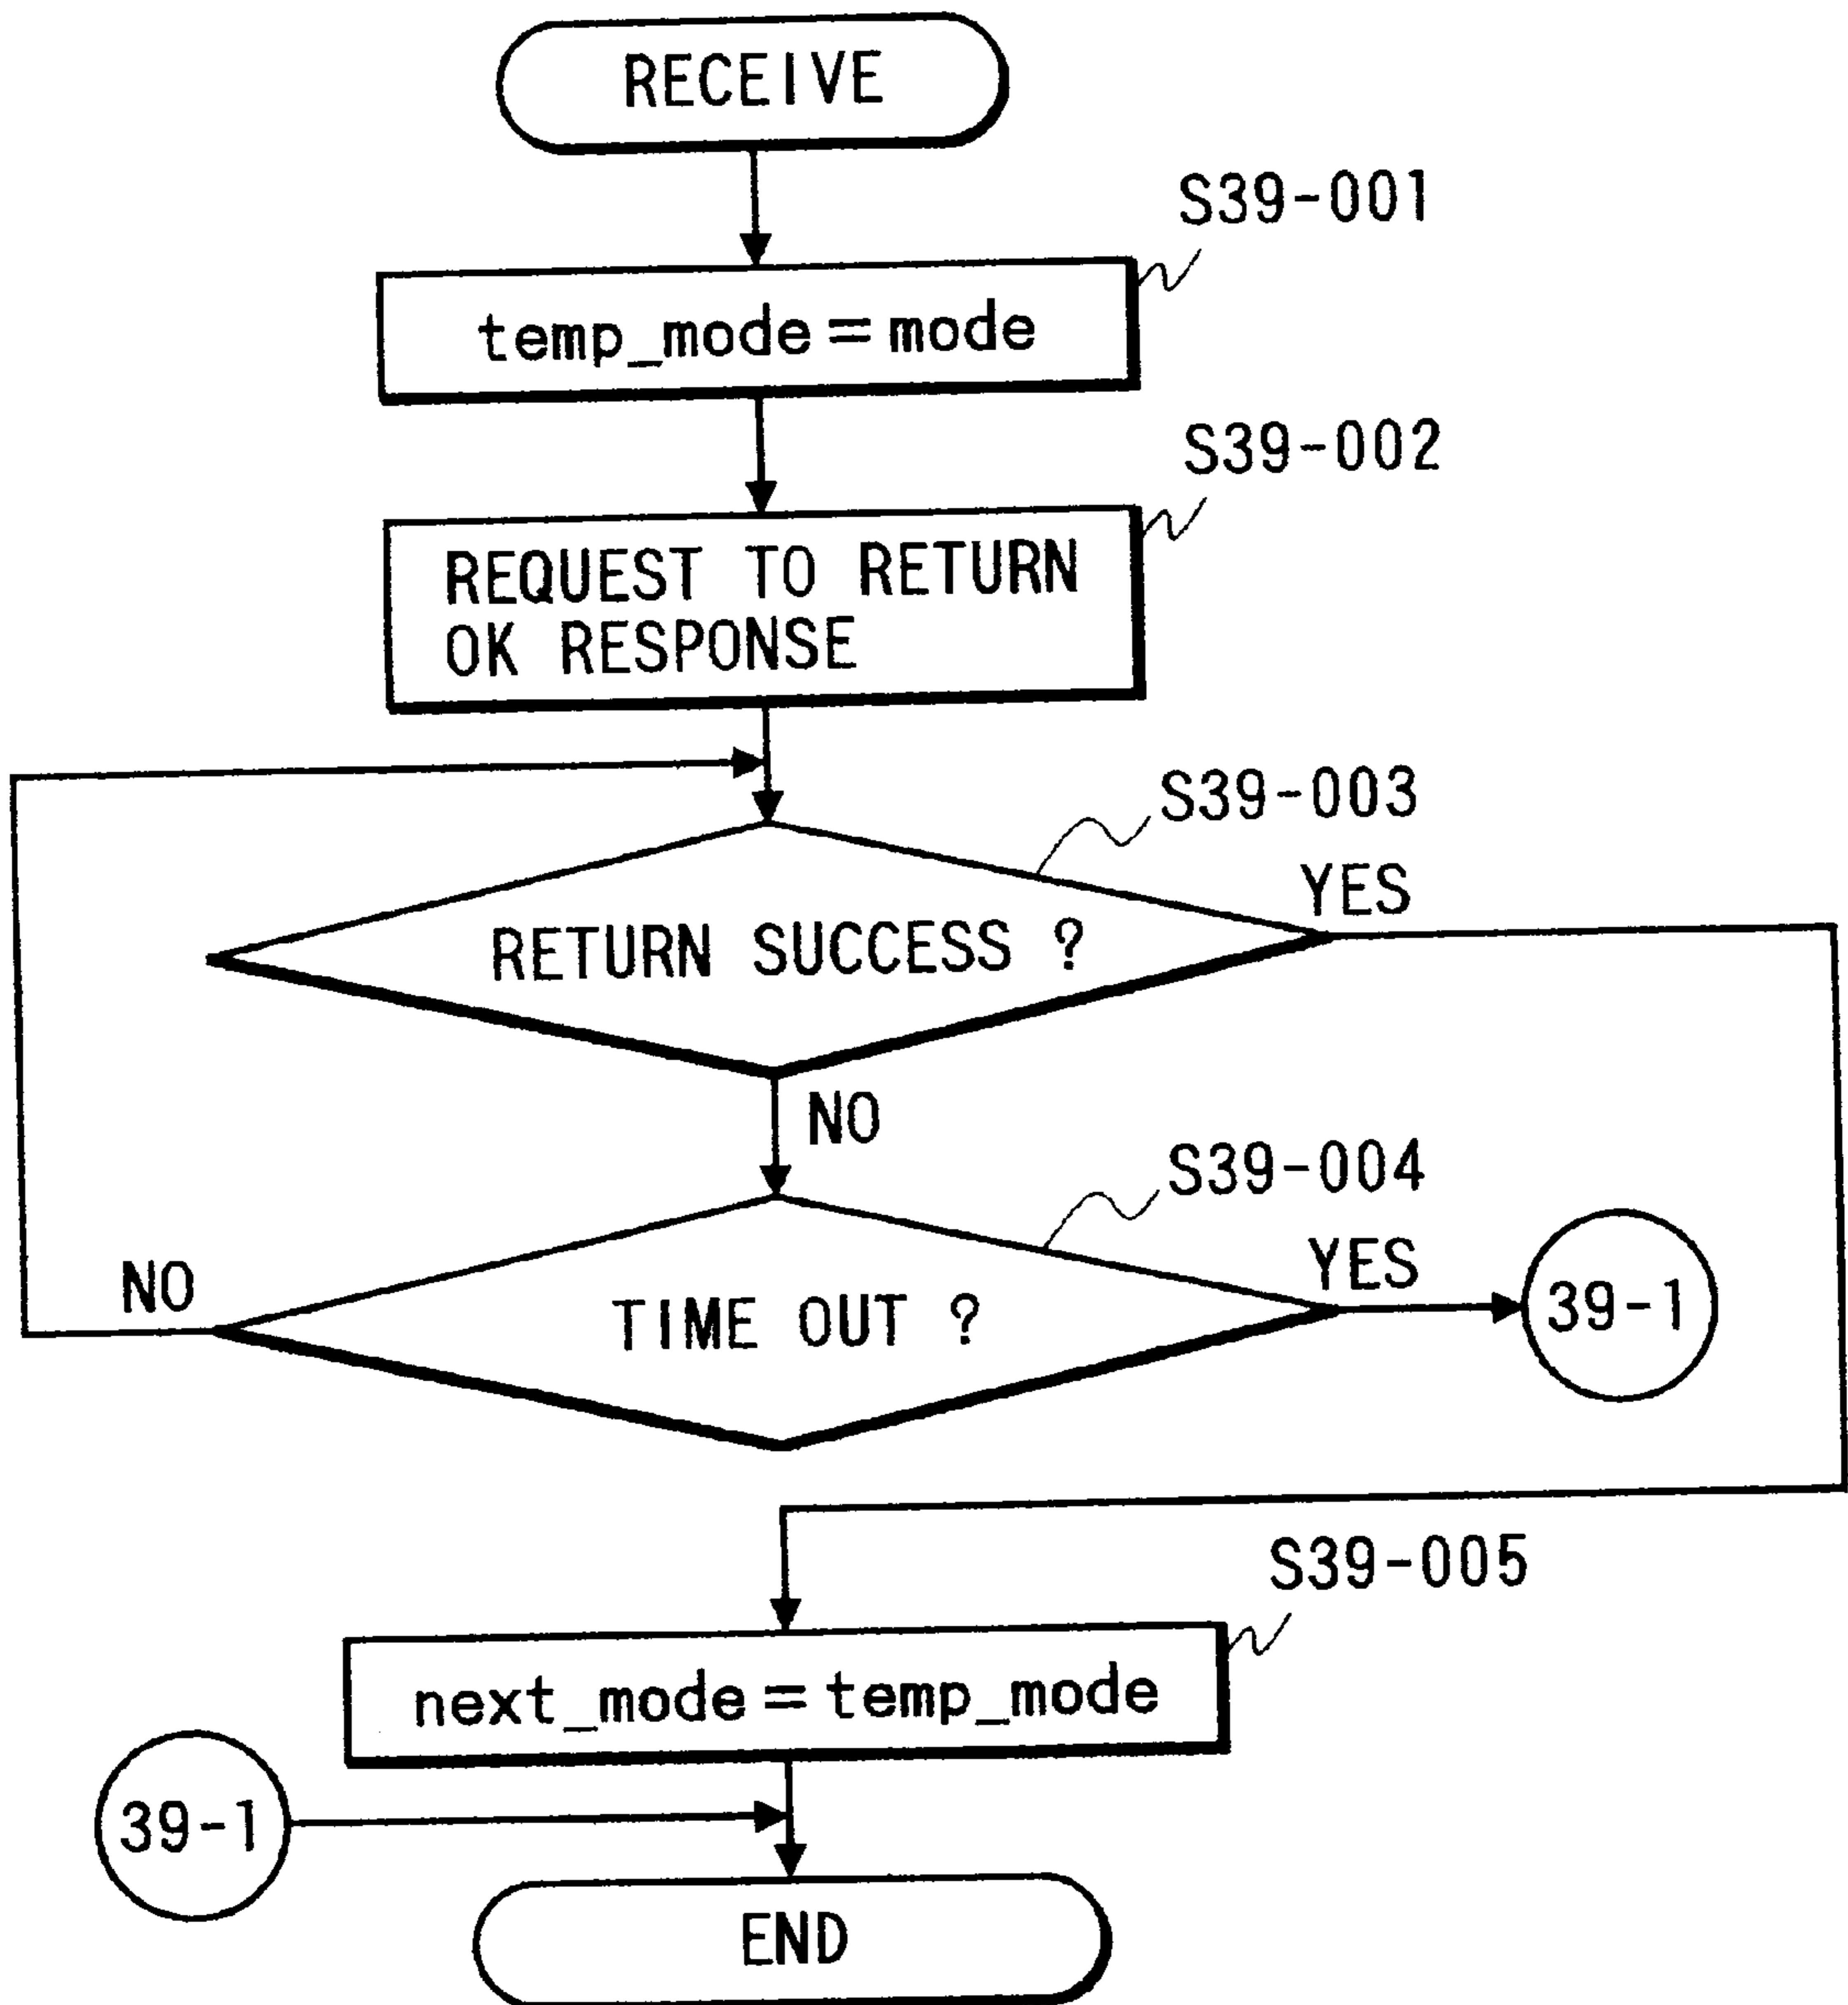 RECEIVE
S39-001
temp_mode = mode
S39-002
REQUEST TO RETURN
OK RESPONSE
S39-003
YES
RETURN SUCCESS ?
NO
S39-004
YES
NO
TIME OUT ?
39-1
S39-005
next_mode = temp_mode
39-1
END